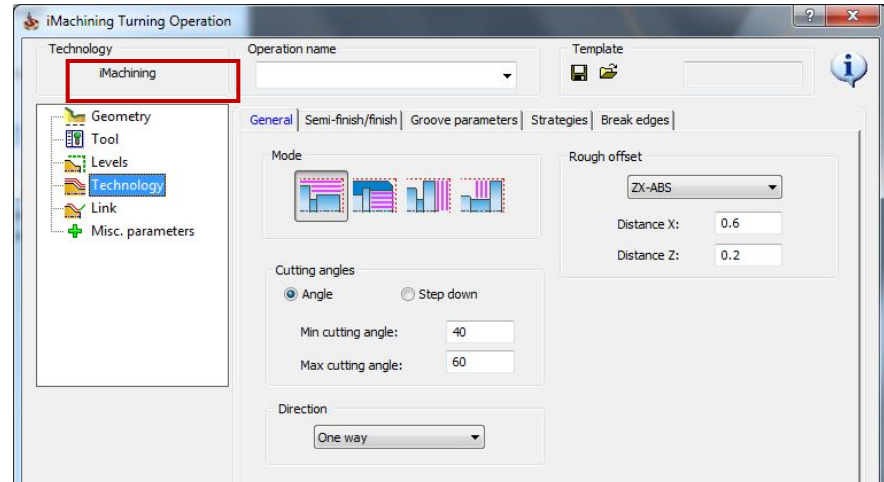 iMachining Turning Operation
Technology
iMachining
Operation name
Template
Geometry
Tool
Levels
Technology
Link
Misc. parameters
General Semi-finish/finish Groove parameters Strategies Break edges
Mode
Rough offset
ZX-ABS
Distance X: 0.6
Distance Z: 0.2
Cutting angles
Angle Step down
Min cutting angle: 40
Max cutting angle: 60
Direction
One way